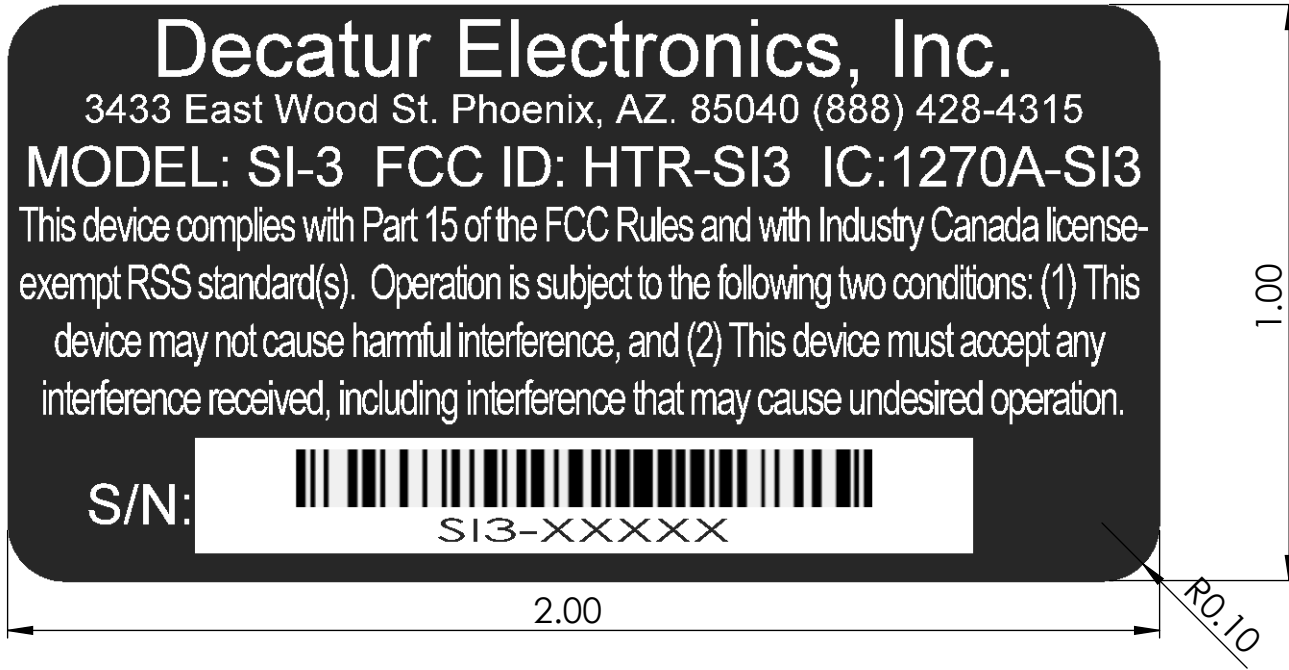 Decatur Electronics, Inc.
3433 East Wood St. Phoenix, AZ. 85040 (888) 428-4315
MODEL: SI-3 FCC ID: HTR-SI3 IC:1270A-SI3
This device complies with Part 15 of the FCC Rules and with Industry Canada license-
exempt RSS standard(s). Operation is subject to the following two conditions: (1) This
device may not cause harmful interference, and (2) This device must accept any
interference received, including interference that may cause undesired operation.
S/N:
SI3-XXXXX
1.00
2.00
R0.10